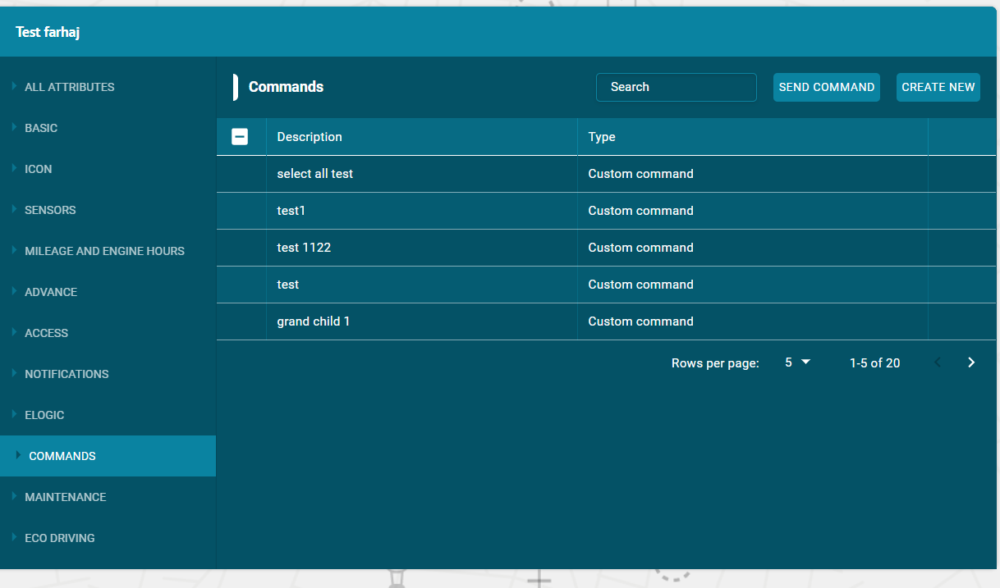 Test farhaj
ALL ATTRIBUTES
BASIC
ICON
SENSORS
MILEAGE AND ENGINE HOURS
ADVANCE
ACCESS
NOTIFICATIONS
ELOGIC
COMMANDS
MAINTENANCE
ECO DRIVING
Commands
Search
SEND COMMAND
CREATE NEW
Description Type
select all test Custom command
test1 Custom command
test 1122 Custom command
test Custom command
grand child 1 Custom command
Rows per page: 5 1-5 of 20